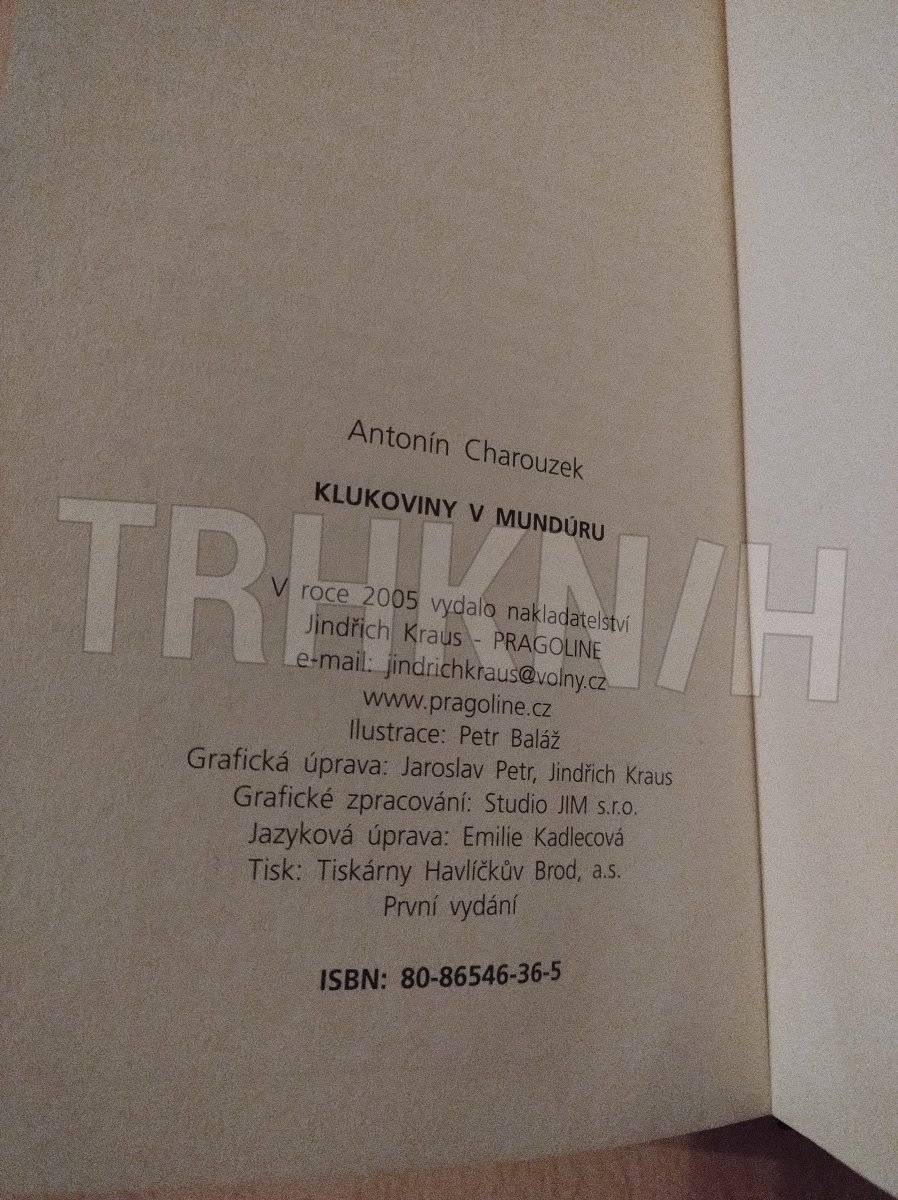 Antonín Charouzek
KLUKOVINY V MUNDÚRU
TRHKN/H
V roce 2005 vydalo nakladatelství
Jindřich Kraus - PRAGOLINE
e-mail: jindrichkraus@volny.cz
www.pragoline.cz
Ilustrace: Petr Baláž
Grafická úprava: Jaroslav Petr, Jindřich Kraus
Grafické zpracování: Studio JIM s.r.o.
Jazyková úprava: Emilie Kadlecová
Tisk: Tiskárny Havlíčkův Brod, a.s.
První vydání
ISBN: 80-86546-36-5